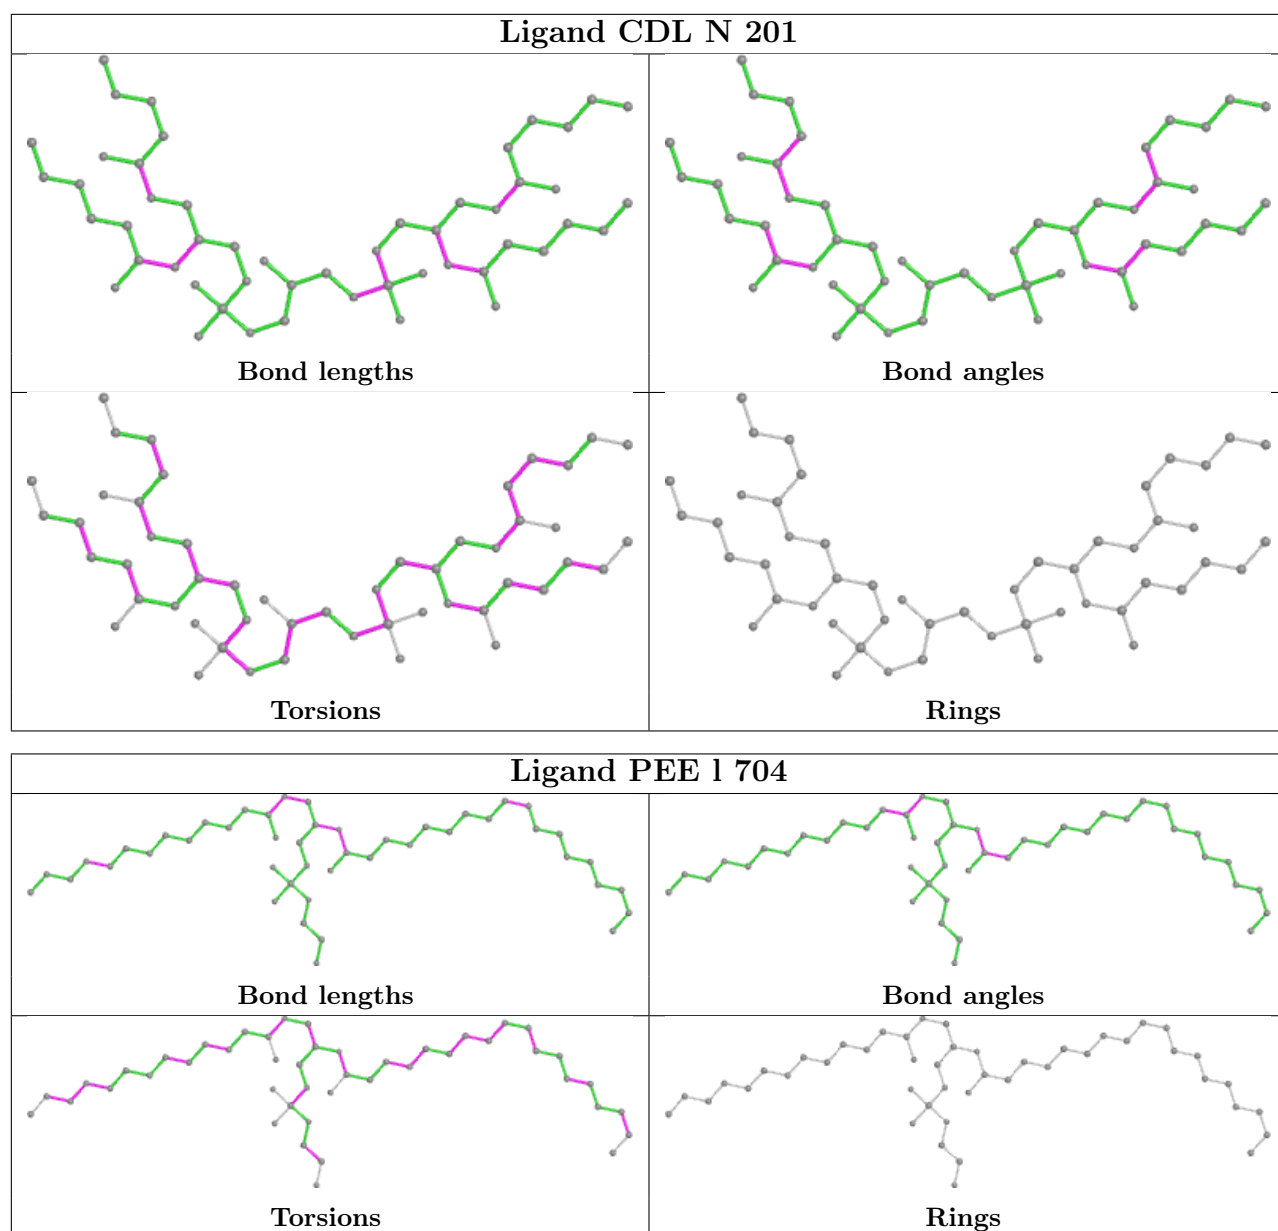 Ligand CDL N 201
Bond lengths
Bond angles
Torsions
Rings
Ligand PEE l 704
Bond lengths
Bond angles
Torsions
Rings